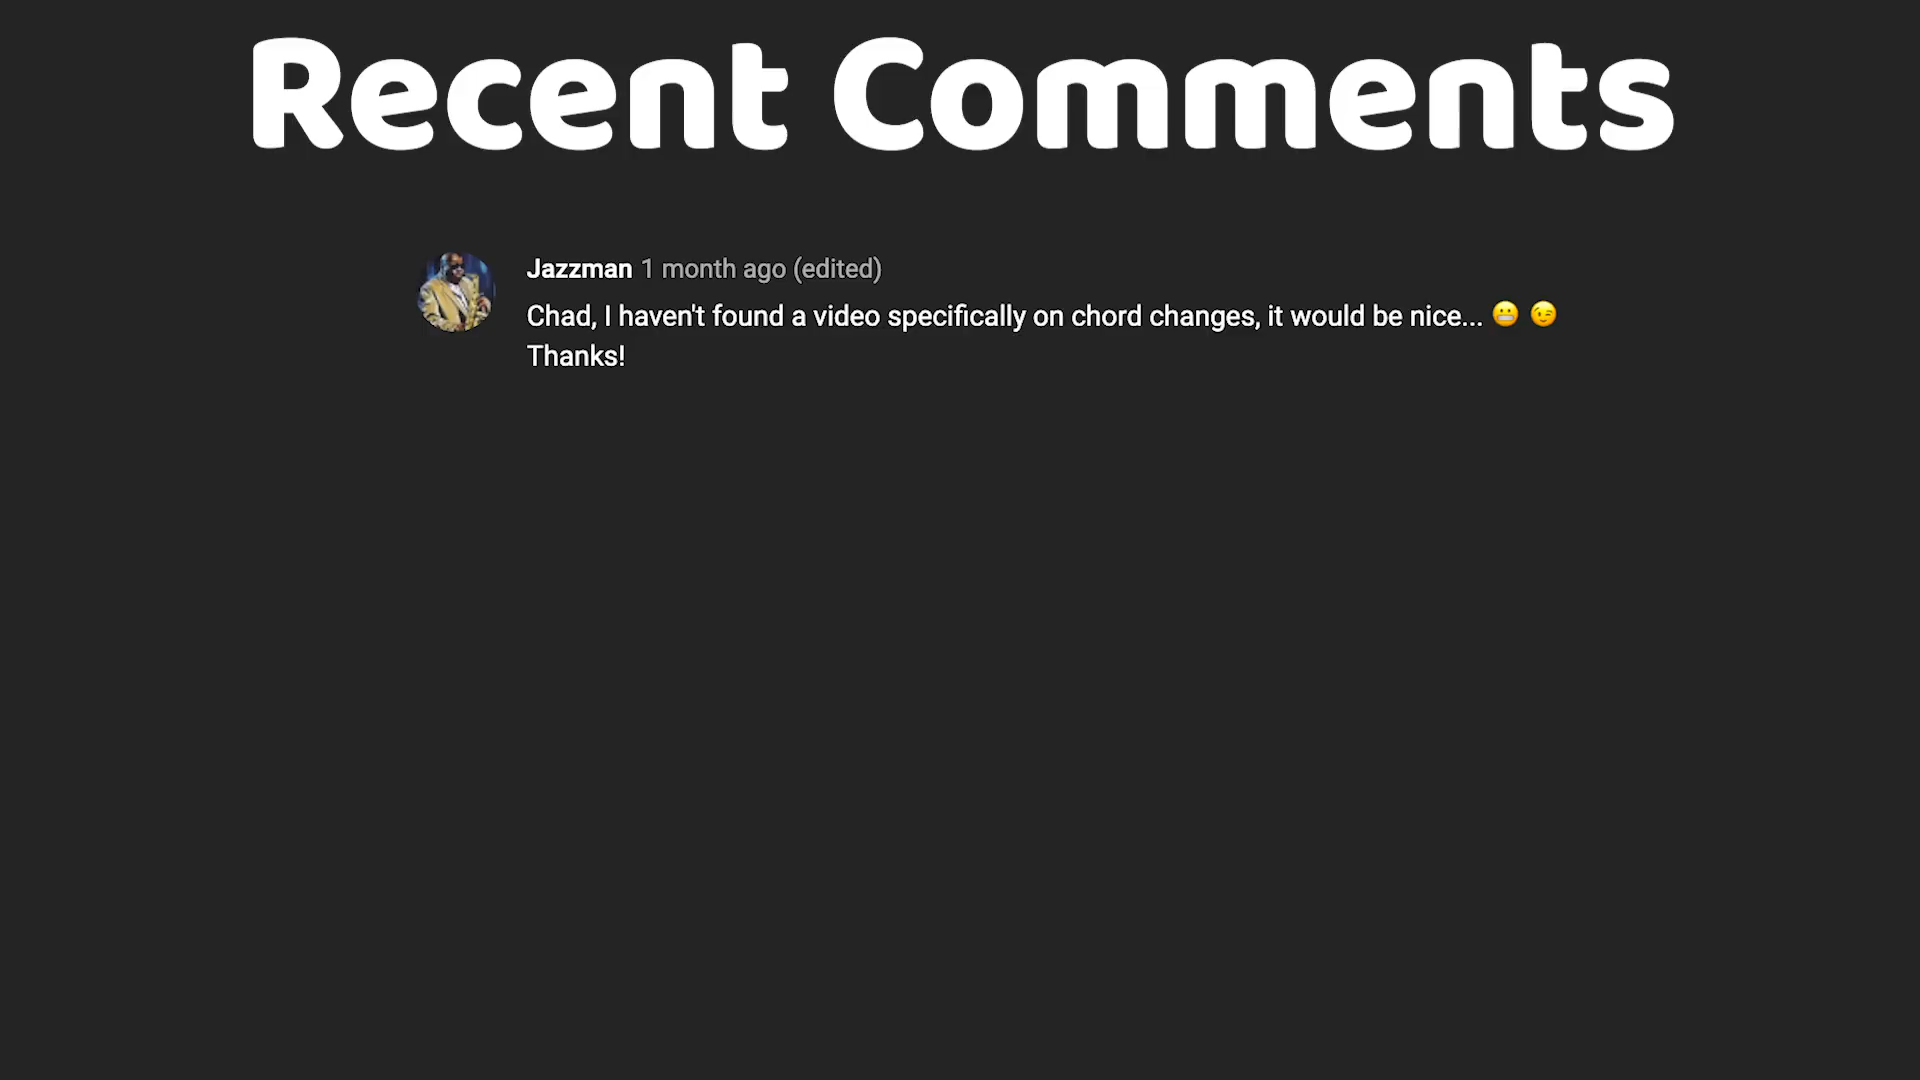 Recent Comments
Jazzman 1 month ago (edited)
Chad, I haven't found a video specifically on chord changes, it would be nice... 😬 😉
Thanks!